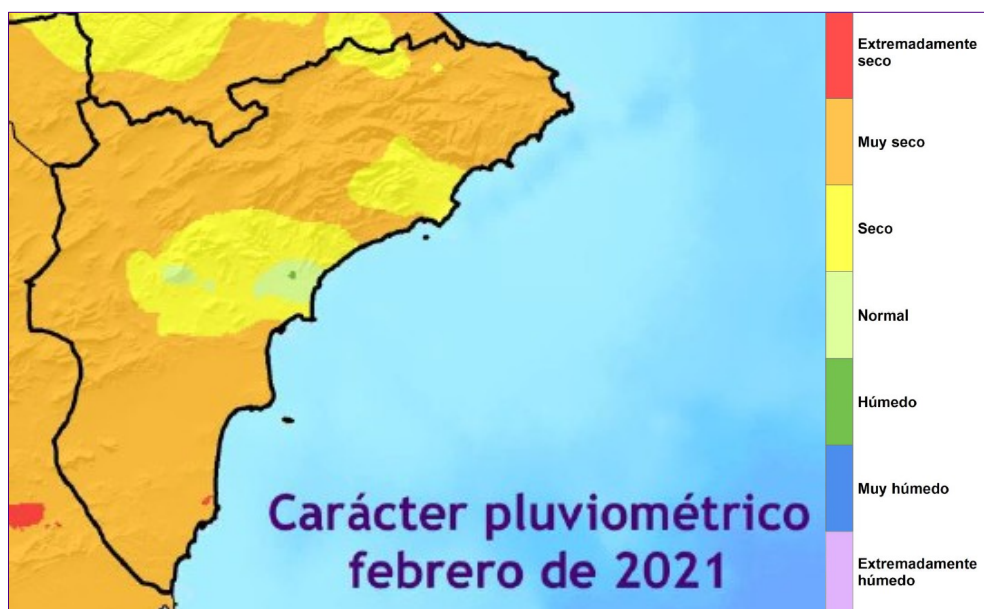 Extremadamente
seco
Muy seco
Seco
Normal
Húmedo
Muy húmedo
Extremadamente
húmedo
Carácter pluviométrico
febrero de 2021